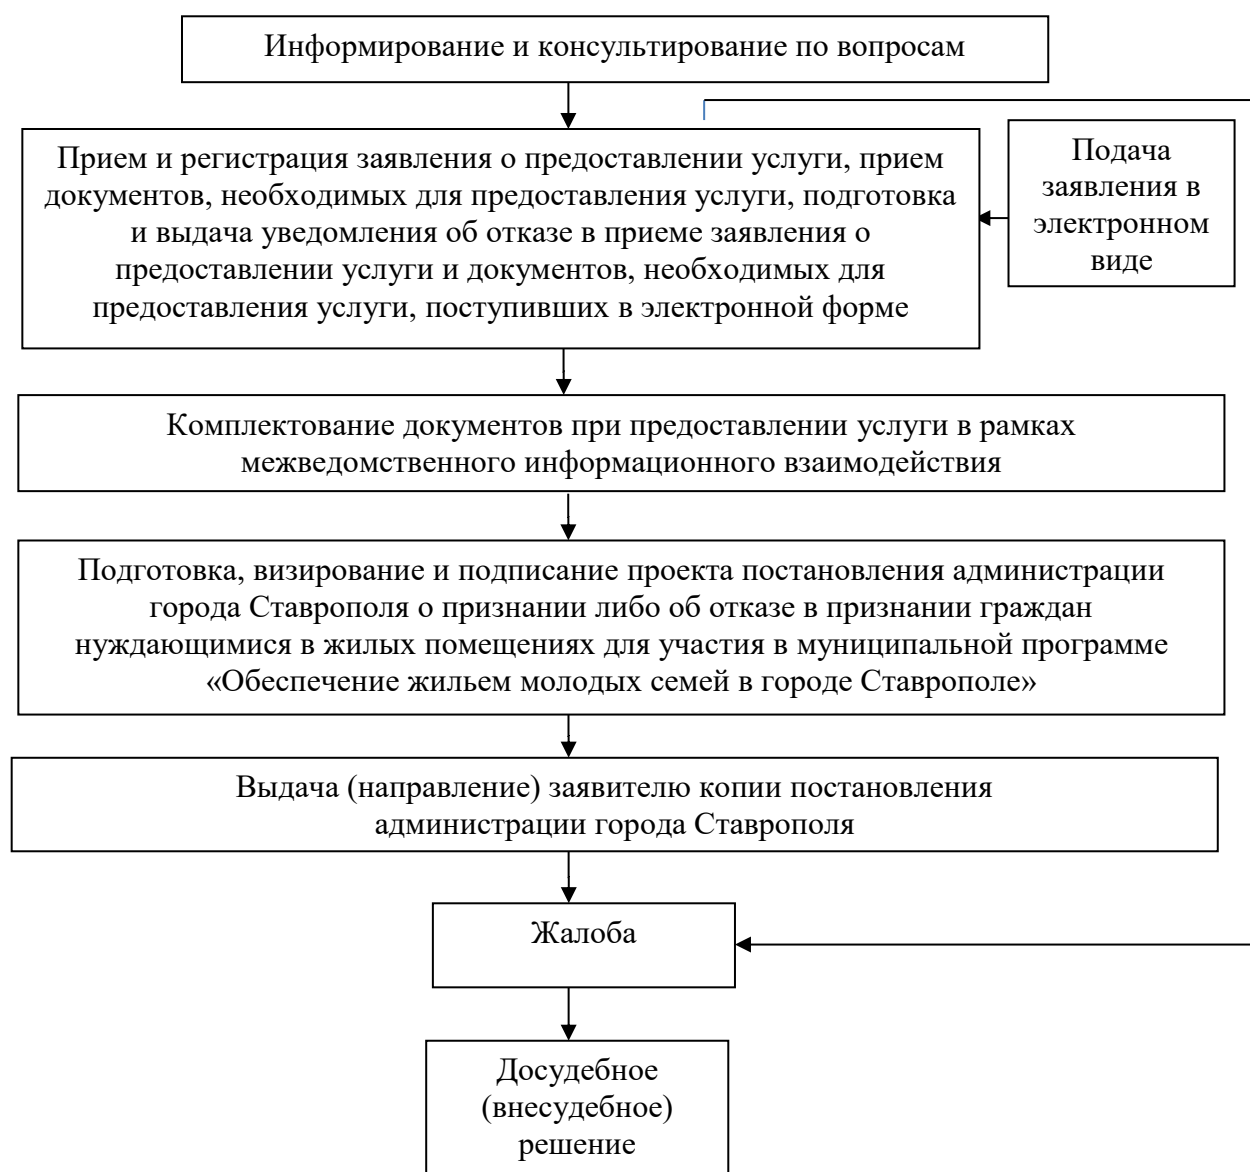 Информирование и консультирование по вопросам
Прием и регистрация заявления о предоставлении услуги, прием
документов, необходимых для предоставления услуги, подготовка
и выдача уведомления об отказе в приеме заявления о
предоставлении услуги и документов, необходимых для
предоставления услуги, поступивших в электронной форме
Подача
заявления в
электронном
виде
Комплектование документов при предоставлении услуги в рамках
межведомственного информационного взаимодействия
Подготовка, визирование и подписание проекта постановления администрации
города Ставрополя о признании либо об отказе в признании граждан
нуждающимися в жилых помещениях для участия в муниципальной программе
«Обеспечение жильем молодых семей в городе Ставрополе»
Выдача (направление) заявителю копии постановления
администрации города Ставрополя
Жалоба
Досудебное
(внесудебное)
решение